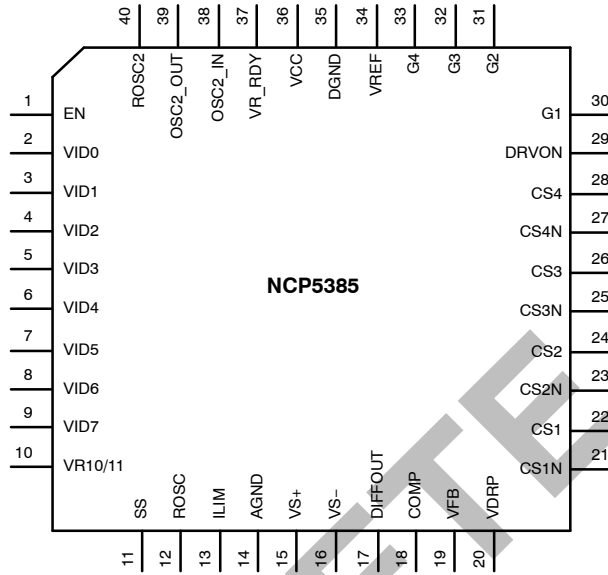 40 39 38 37 36 35 34 33 32 31
ROSC2 OSC2_OUT OSC2_IN VR_RDY VCC DGND VREF G4 G3 G2
1 EN
G1 30
2 VID0
DRVON 29
3 VID1
CS4 28
4 VID2
CS4N 27
5 VID3
CS3 26
6 VID4
CS3N 25
NCP5385
7 VID5
CS2 24
8 VID6
CS2N 23
9 VID7
CS1 22
10 VR10/11
CS1N 21
SS ROSC ILIM AGND VS+ VS− DIFFOUT COMP VFB VDRP
11 12 13 14 15 16 17 18 19 20